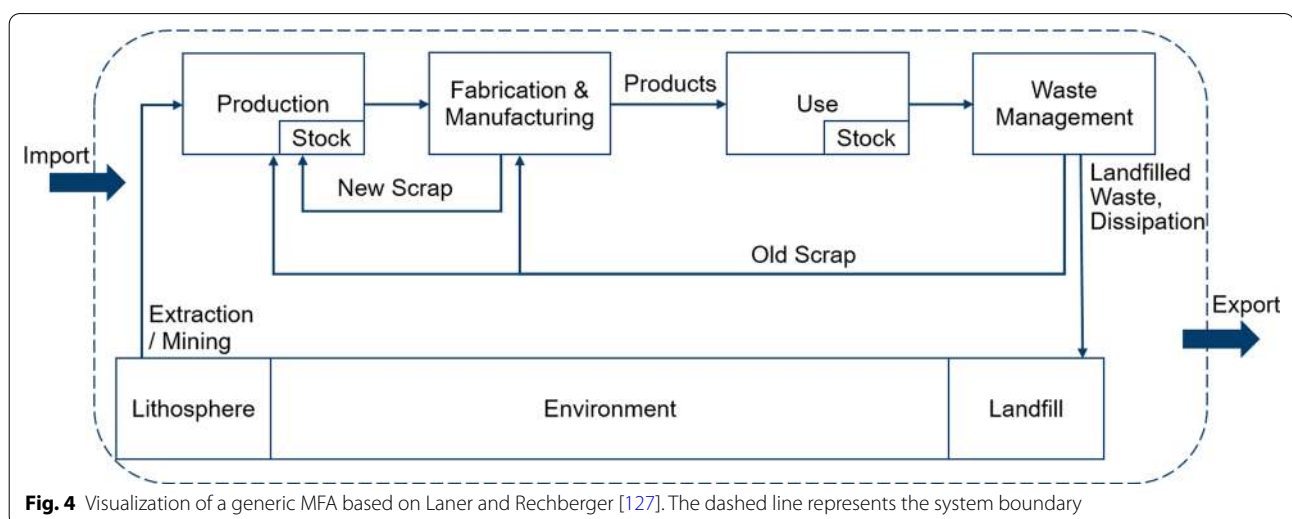 Production
Stock
Fabrication &
Manufacturing
Products
Use
Stock
Waste
Management
Import
New Scrap
Landfilled
Waste,
Dissipation
Old Scrap
Extraction
/ Mining
Export
Lithosphere
Environment
Landfill
Fig. 4 Visualization of a generic MFA based on Laner and Rechberger [127]. The dashed line represents the system boundary